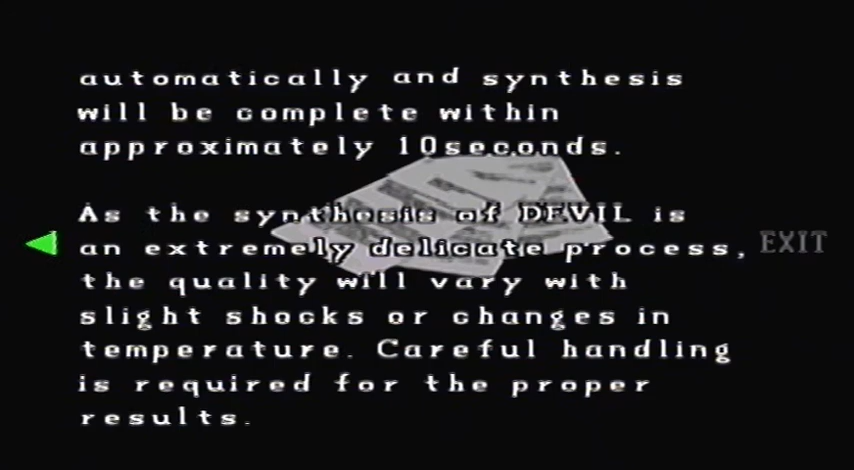 automatically and synthesis
will be complete within
approximately 10seconds.
As the synthesis of DEVIL is
an extremely delicate process,
EXIT
the quality will vary with
slight shocks or changes in
temperature. Careful handling
is required for the proper
results.